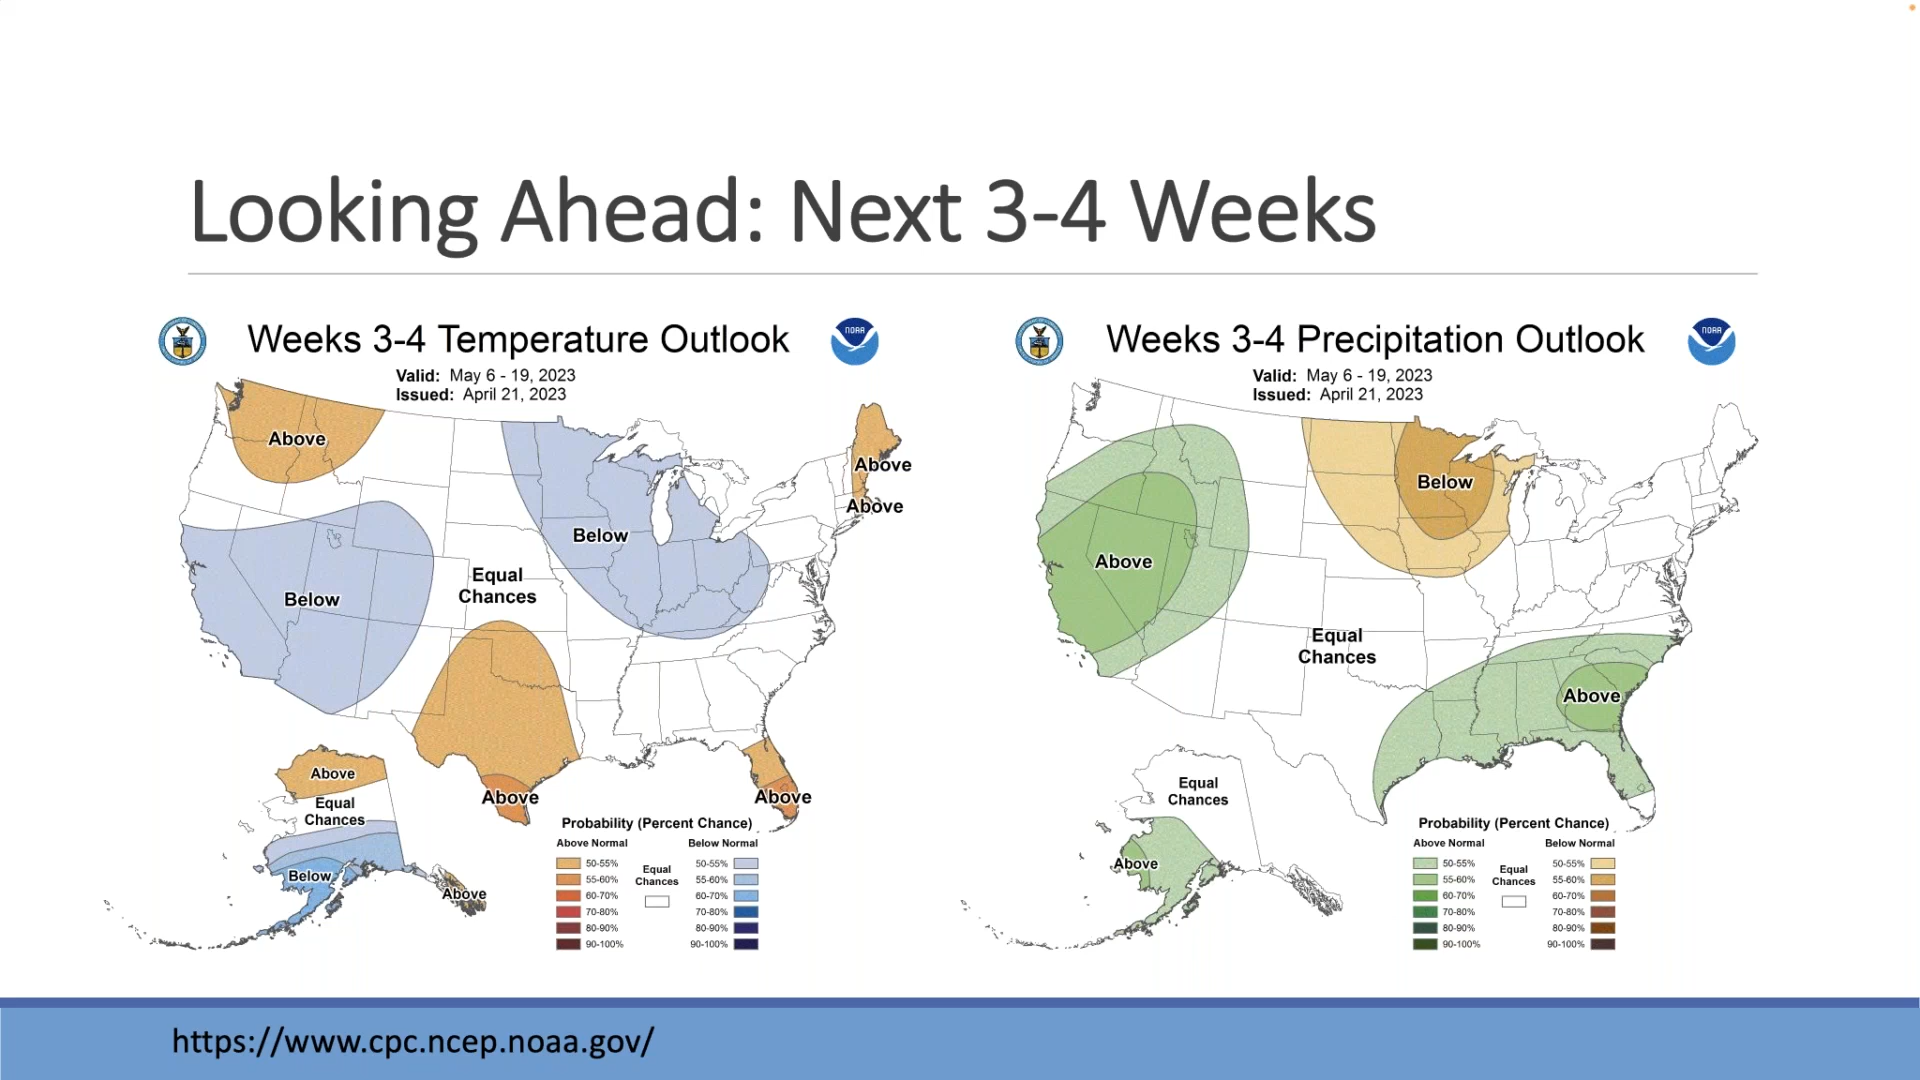 Looking Ahead: Next 3-4 Weeks
Weeks 3-4 Temperature Outlook
NOAA
Valid: May 6 - 19, 2023
Issued: April 21, 2023
Above
Above
Above
Below
Equal
Chances
Below
Above
Above
Above
Equal
Chances
Below
Above
Above
Probability (Percent Chance)
Above Normal
Below Normal
50-55%
55-60%
60-70%
70-80%
80-90%
90-100%
Equal
Chances
50-55%
55-60%
60-70%
70-80%
80-90%
90-100%
Weeks 3-4 Precipitation Outlook
NOAA
Valid: May 6 - 19, 2023
Issued: April 21, 2023
Below
Above
Equal
Chances
Above
Equal
Chances
Above
Probability (Percent Chance)
Above Normal
Below Normal
50-55%
55-60%
60-70%
70-80%
80-90%
90-100%
Equal
Chances
50-55%
55-60%
60-70%
70-80%
80-90%
90-100%
https://www.cpc.ncep.noaa.gov/